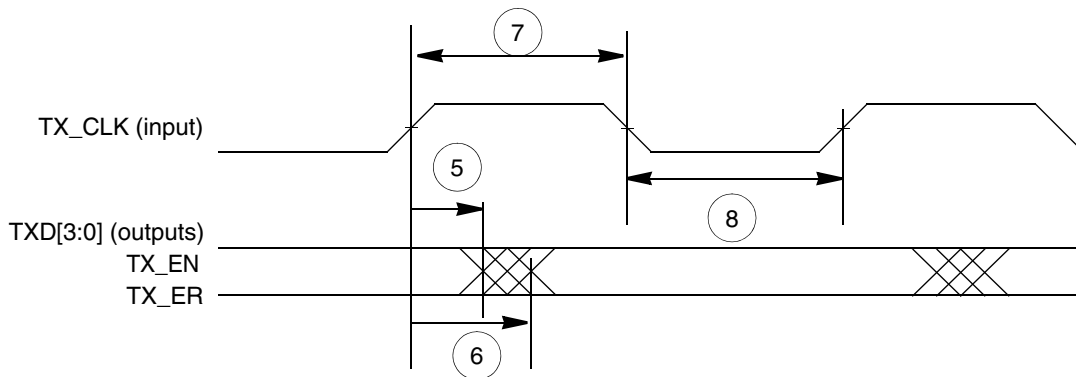 7
TX_CLK (input)
5
8
TXD[3:0] (outputs)
TX_EN
TX_ER
6